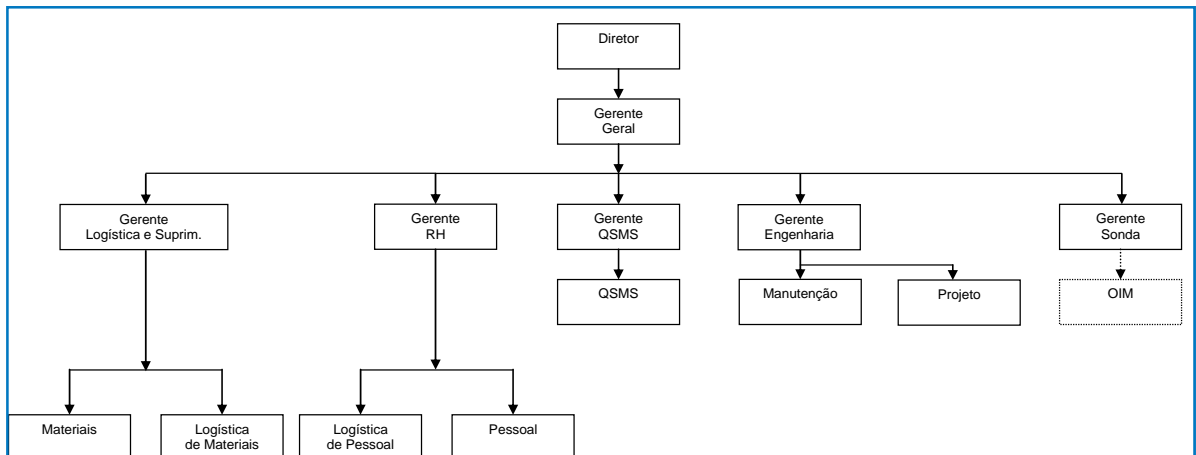 Diretor
Gerente
Geral
Gerente
Logística e Suprim.
Gerente
RH
Gerente
QSMS
Gerente
Engenharia
Gerente
Sonda
QSMS
Manutenção
Projeto
OIM
Materiais
Logística
de Materiais
Logística
de Pessoal
Pessoal